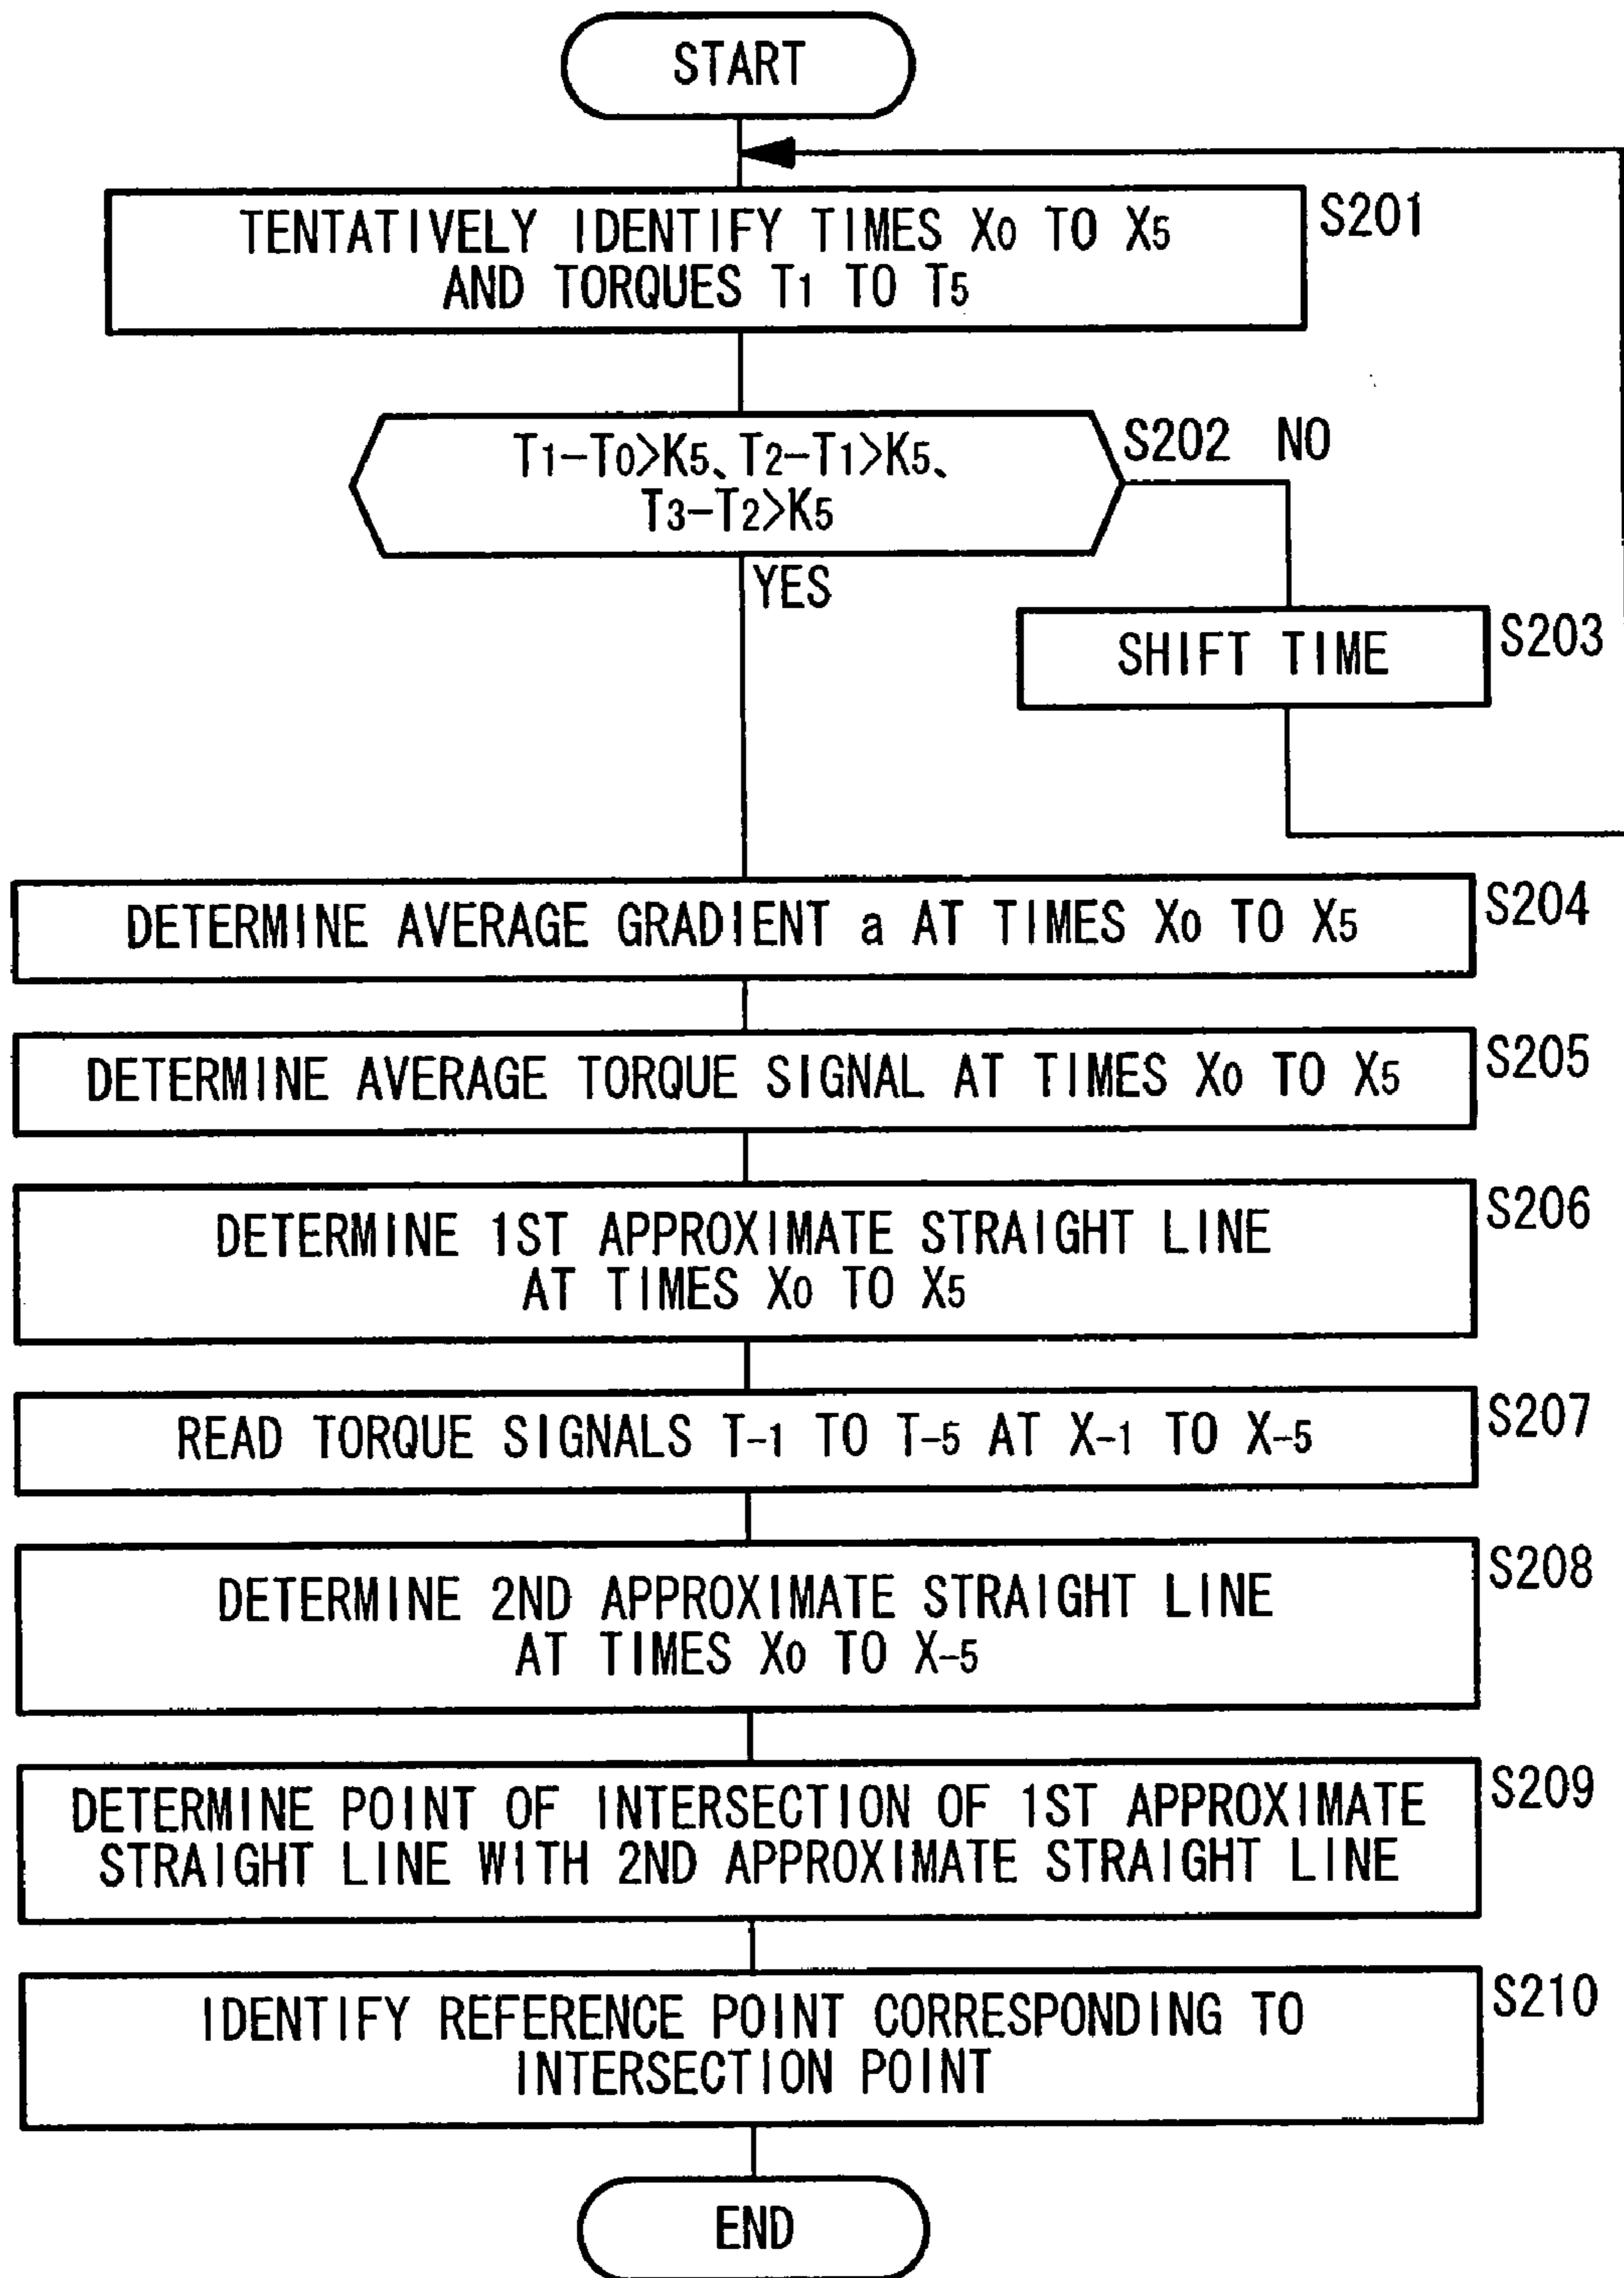 START
TENTATIVELY IDENTIFY TIMES X0 TO X5
AND TORQUES T1 TO T5
S201
T1-T0>K5、T2-T1>K5、
T3-T2>K5
S202 NO
YES
SHIFT TIME
S203
DETERMINE AVERAGE GRADIENT a AT TIMES X0 TO X5
S204
DETERMINE AVERAGE TORQUE SIGNAL AT TIMES X0 TO X5
S205
DETERMINE 1ST APPROXIMATE STRAIGHT LINE
AT TIMES X0 TO X5
S206
READ TORQUE SIGNALS T-1 TO T-5 AT X-1 TO X-5
S207
DETERMINE 2ND APPROXIMATE STRAIGHT LINE
AT TIMES X0 TO X-5
S208
DETERMINE POINT OF INTERSECTION OF 1ST APPROXIMATE
STRAIGHT LINE WITH 2ND APPROXIMATE STRAIGHT LINE
S209
IDENTIFY REFERENCE POINT CORRESPONDING TO
INTERSECTION POINT
S210
END